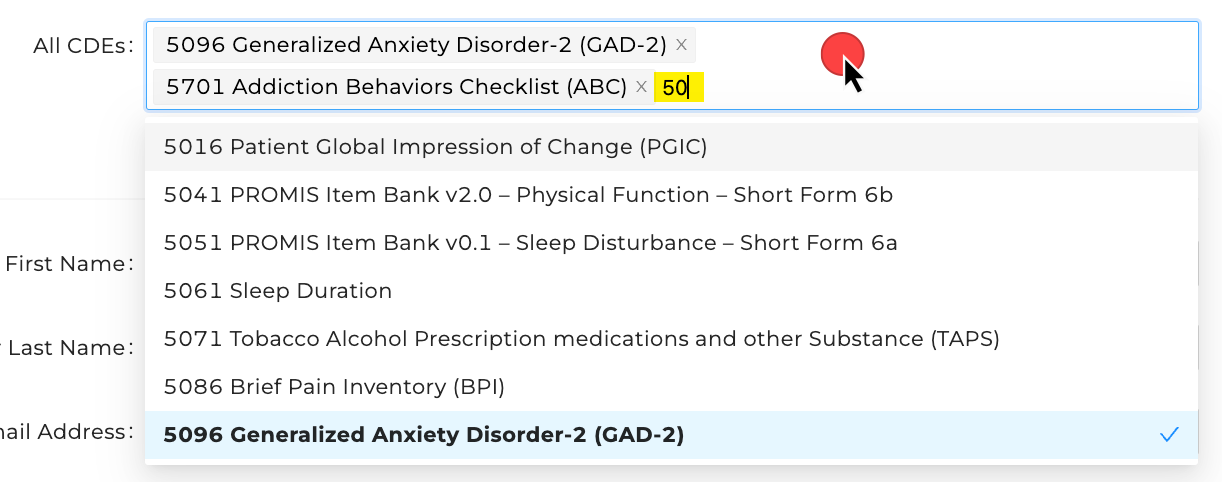 All CDEs:
5096 Generalized Anxiety Disorder-2 (GAD-2) x
5701 Addiction Behaviors Checklist (ABC) x 50
5016 Patient Global Impression of Change (PGIC)
5041 PROMIS Item Bank v2.0 – Physical Function – Short Form 6b
5051 PROMIS Item Bank v0.1 – Sleep Disturbance – Short Form 6a
First Name:
5061 Sleep Duration
5071 Tobacco Alcohol Prescription medications and other Substance (TAPS)
Last Name:
5086 Brief Pain Inventory (BPI)
5096 Generalized Anxiety Disorder-2 (GAD-2)
ail Address: